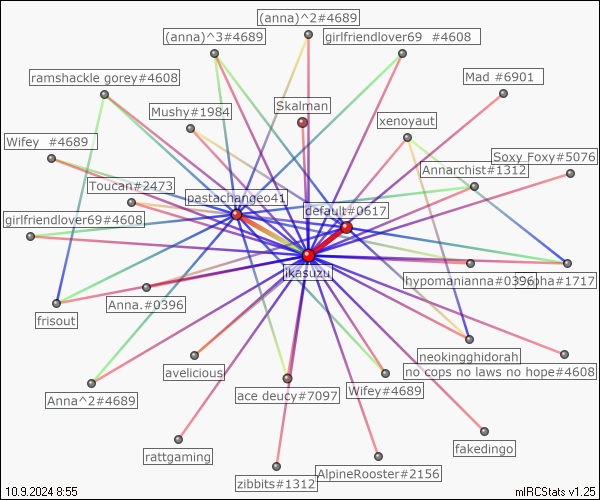 (anna)^2#4689
(anna)^3#4689
girlfriendlover69 #4608
ramshackle gorey#4608
Mad #6901
Mushy#1984
Skalman
xenoyaut
Wifey #4689
Soxy Foxy#5076
Annarchist#1312
Toucan#2473
pastachangeo41
default#0617
girlfriendlover69#4608
ikasuzu
hypomanianna#0396
pha#1717
Anna.#0396
frisout
neokingghidorah
no cops no laws no hope#4608
avelicious
Anna^2#4689
ace deucy#7097
Wifey#4689
rattgaming
fakedingo
zibbits#1312
AlpineRooster#2156
10.9.2024 8:55
mIRCStats v1.25